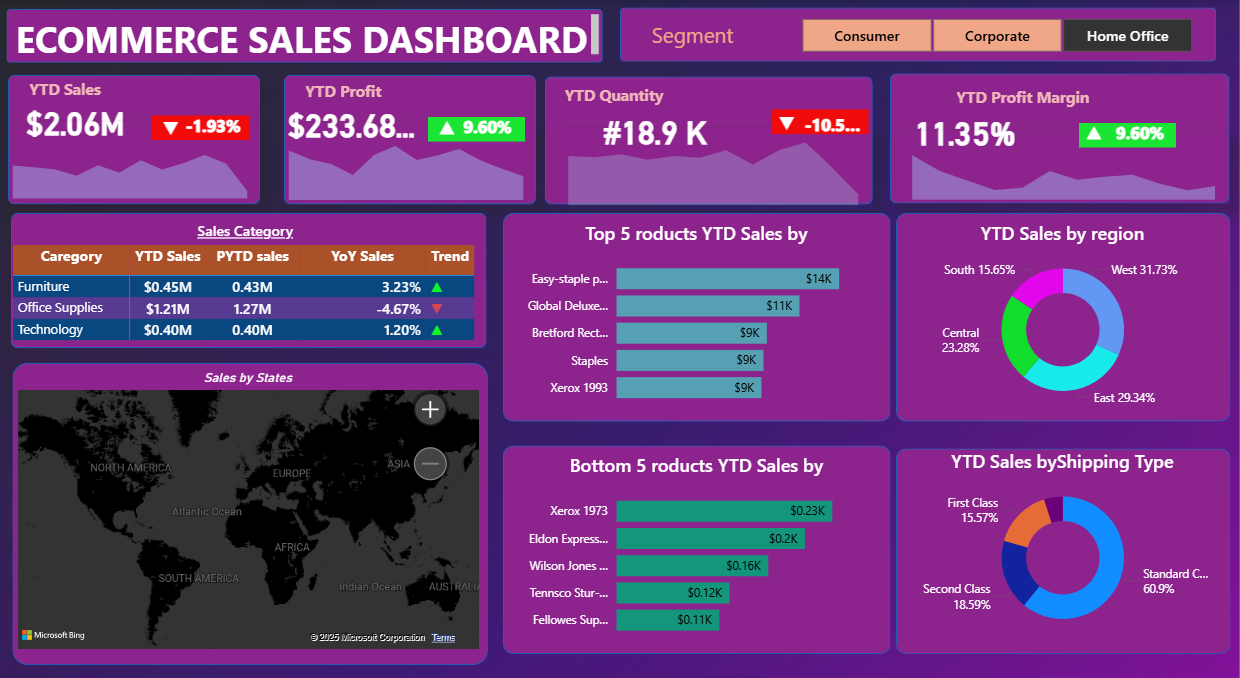 ECOMMERCE SALES DASHBOARD
Segment
Consumer
Corporate
Home Office
YTD Sales
$2.06M
▼ -1.93%
YTD Profit
$233.68...
▲ 9.60%
YTD Quantity
#18.9 K
▼ -10.5...
YTD Profit Margin
11.35%
▲ 9.60%
Sales Category
Caregory YTD Sales PYTD sales YoY Sales Trend
Furniture $0.45M 0.43M 3.23% ▲
Office Supplies $1.21M 1.27M -4.67% ▼
Technology $0.40M 0.40M 1.20% ▲
Top 5 roducts YTD Sales by
Easy-staple p... $14K
Global Deluxe... $11K
Bretford Rect... $9K
Staples $9K
Xerox 1993 $9K
YTD Sales by region
South 15.65%
West 31.73%
Central
23.28%
East 29.34%
Sales by States
+
−
NORTH AMERICA
EUROPE
ASIA
Atlantic Ocean
AFRICA
SOUTH AMERICA
Indian Ocean
AUSTRALIA
Microsoft Bing
© 2025 Microsoft Corporation Terms
Bottom 5 roducts YTD Sales by
Xerox 1973 $0.23K
Eldon Express... $0.2K
Wilson Jones ... $0.16K
Tennsco Stur-... $0.12K
Fellowes Sup... $0.11K
YTD Sales byShipping Type
First Class
15.57%
Second Class
18.59%
Standard C...
60.9%